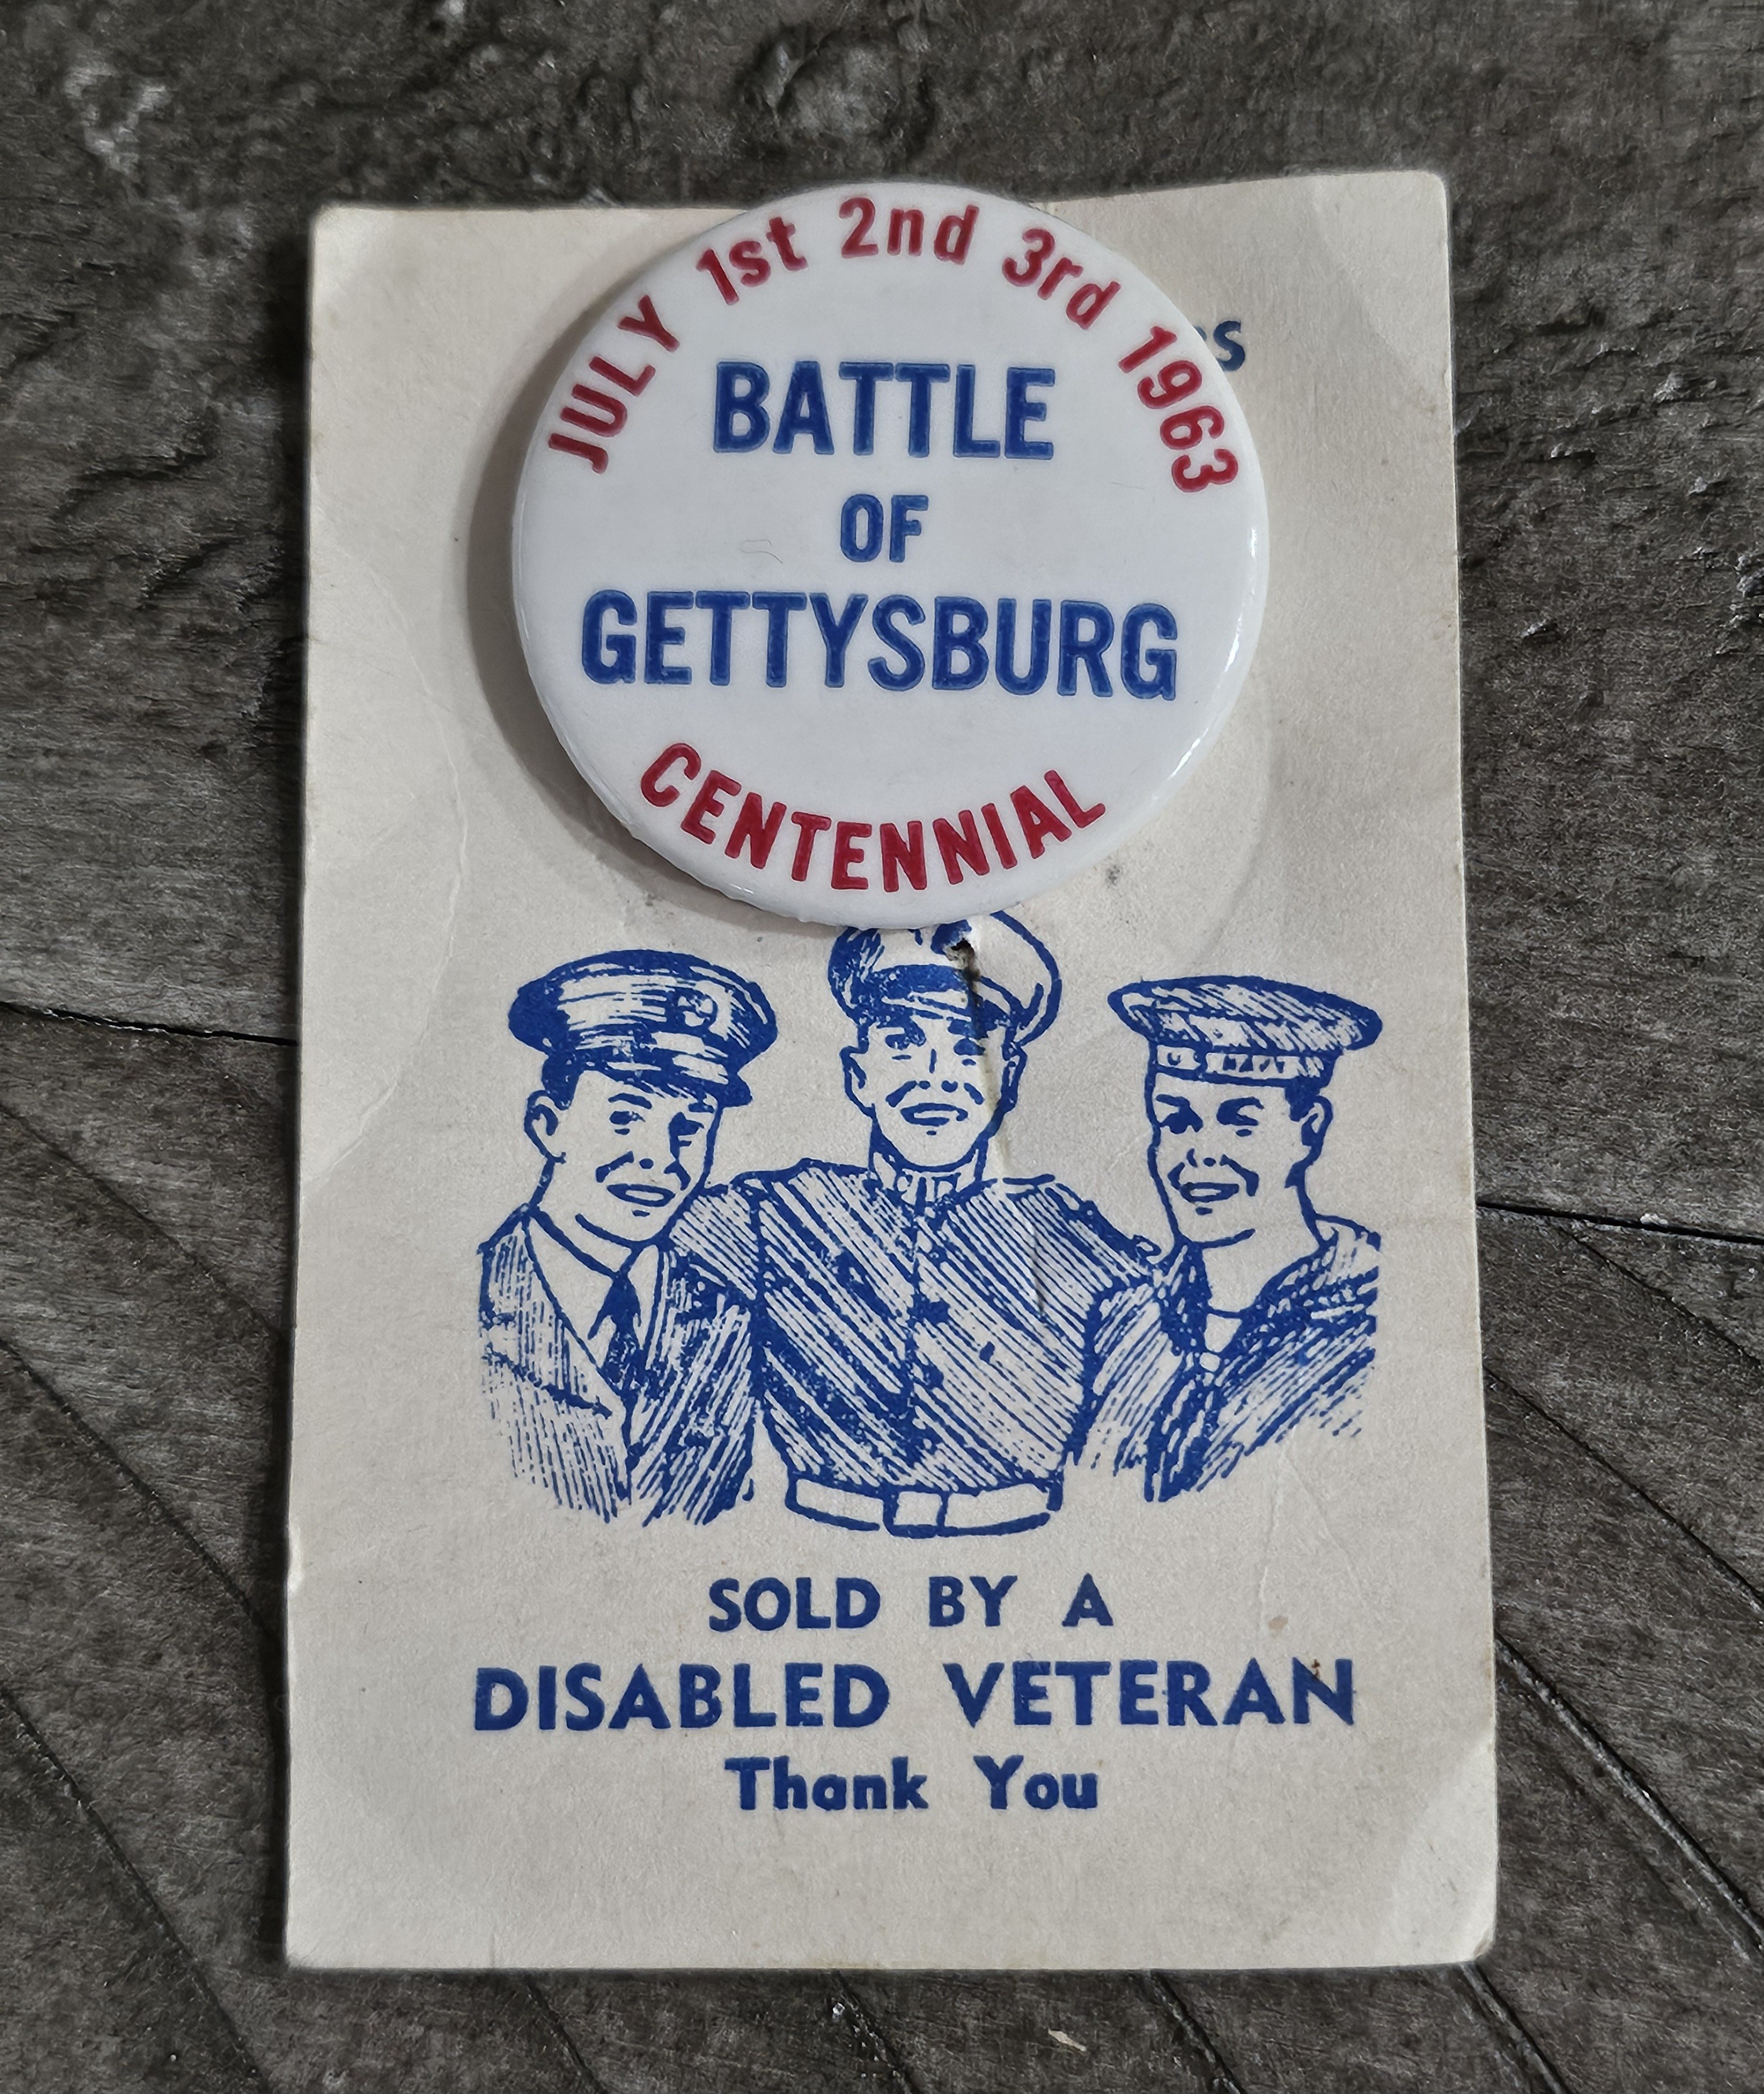 JULY 1st 2nd 3rd 1963
BATTLE
OF
GETTYSBURG
CENTENNIAL
SOLD BY A
DISABLED VETERAN
Thank You